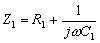 Z₁ = R₁ + 1/(jωC₁)